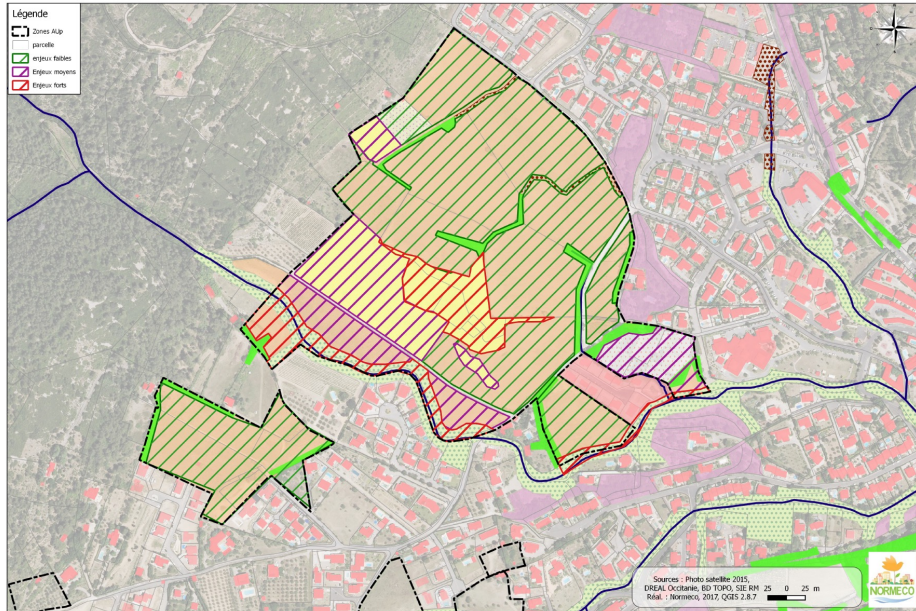 Légende
Zones AUp
parcelle
enjeux faibles
Enjeux moyens
Enjeux forts
N
Sources : Photo satellite 2015,
DREAL Occitanie, BD TOPO, SIE RM
Réal. : Normeco, 2017, QGIS 2.8.7
25 0 25 m
NORMECO